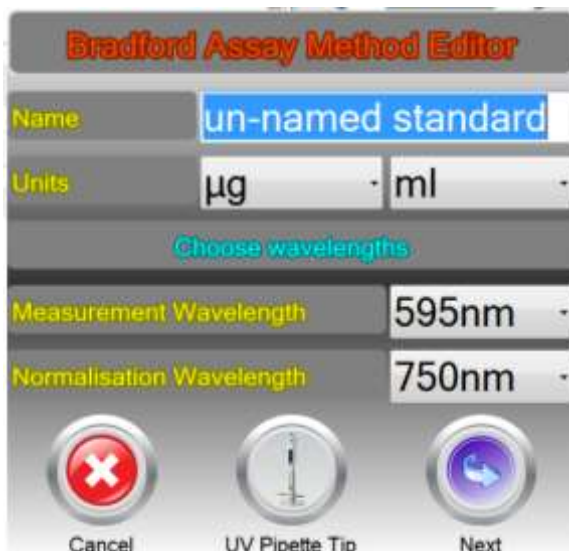 Bradford Assay Method Editor
Name un-named standard
Units µg ml
Choose wavelengths
Measurement Wavelength 595nm
Normalisation Wavelength 750nm
Cancel UV Pipette Tip Next